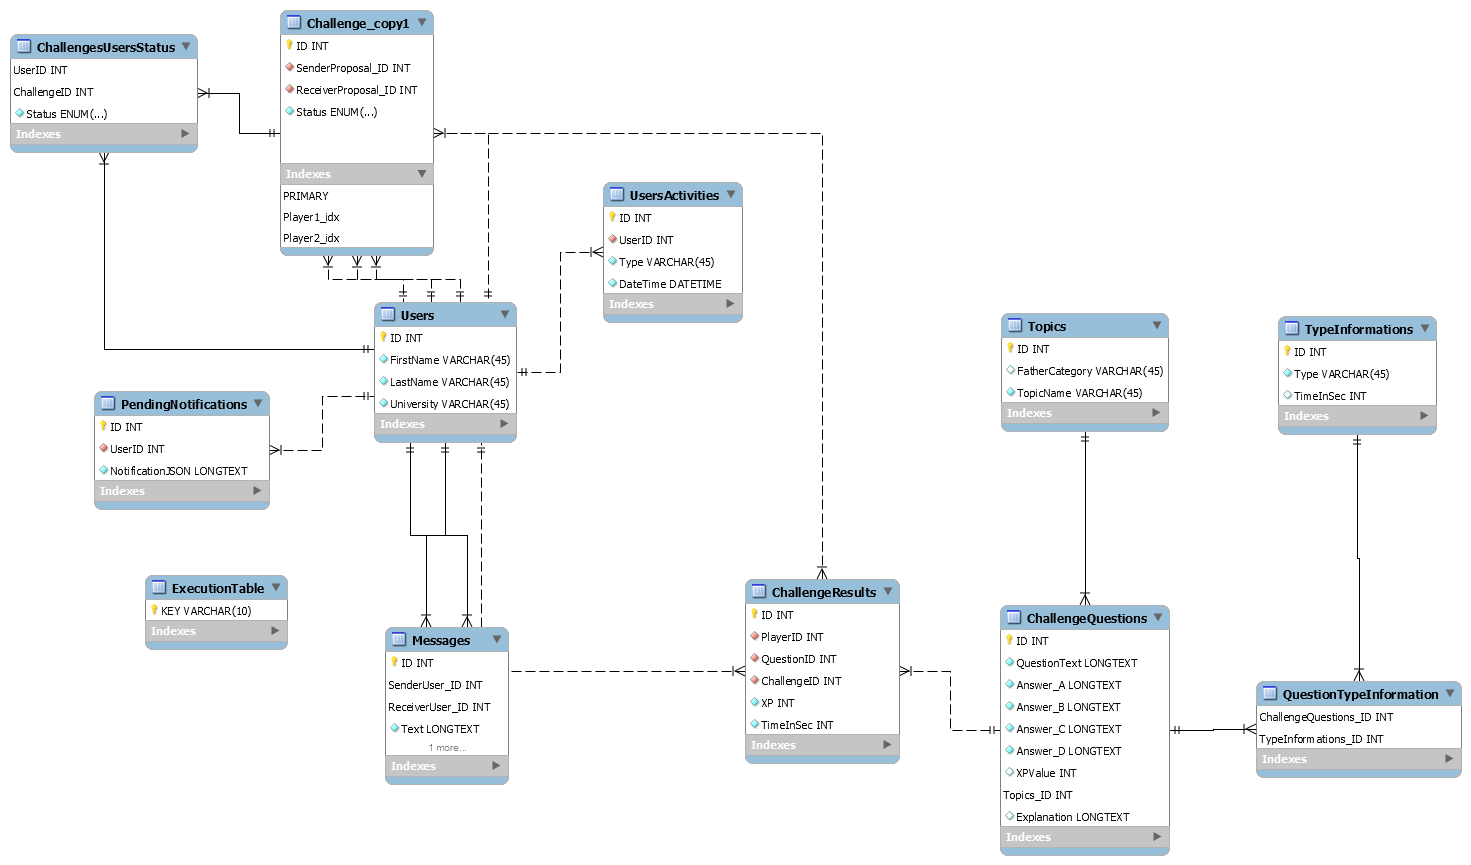 ChallengesUsersStatus
UserID INT
ChallengeID INT
Status ENUM(...)
Indexes
Challenge_copy1
ID INT
SenderProposal_ID INT
ReceiverProposal_ID INT
Status ENUM(...)
Indexes
PRIMARY
Player1_idx
Player2_idx
UsersActivities
ID INT
UserID INT
Type VARCHAR(45)
DateTime DATETIME
Indexes
Users
ID INT
FirstName VARCHAR(45)
LastName VARCHAR(45)
University VARCHAR(45)
Indexes
Topics
ID INT
FatherCategory VARCHAR(45)
TopicName VARCHAR(45)
Indexes
TypeInformations
ID INT
Type VARCHAR(45)
TimeInSec INT
Indexes
PendingNotifications
ID INT
UserID INT
NotificationJSON LONGTEXT
Indexes
ExecutionTable
KEY VARCHAR(10)
Indexes
Messages
ID INT
SenderUser_ID INT
ReceiverUser_ID INT
Text LONGTEXT
1 more...
Indexes
ChallengeResults
ID INT
PlayerID INT
QuestionID INT
ChallengeID INT
XP INT
TimeInSec INT
Indexes
ChallengeQuestions
ID INT
QuestionText LONGTEXT
Answer_A LONGTEXT
Answer_B LONGTEXT
Answer_C LONGTEXT
Answer_D LONGTEXT
XPValue INT
Topics_ID INT
Explanation LONGTEXT
Indexes
QuestionTypeInformation
ChallengeQuestions_ID INT
TypeInformations_ID INT
Indexes